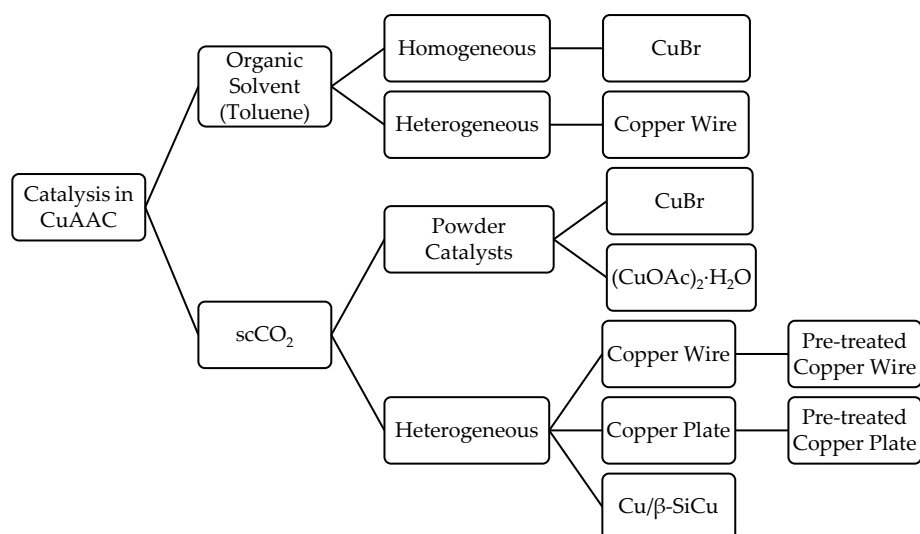 Catalysis in
CuAAC
Organic
Solvent
(Toluene)
Homogeneous
CuBr
Heterogeneous
Copper Wire
scCO₂
Powder
Catalysts
CuBr
(CuOAc)₂·H₂O
Heterogeneous
Copper Wire
Pre-treated
Copper Wire
Copper Plate
Pre-treated
Copper Plate
Cu/β-SiCu